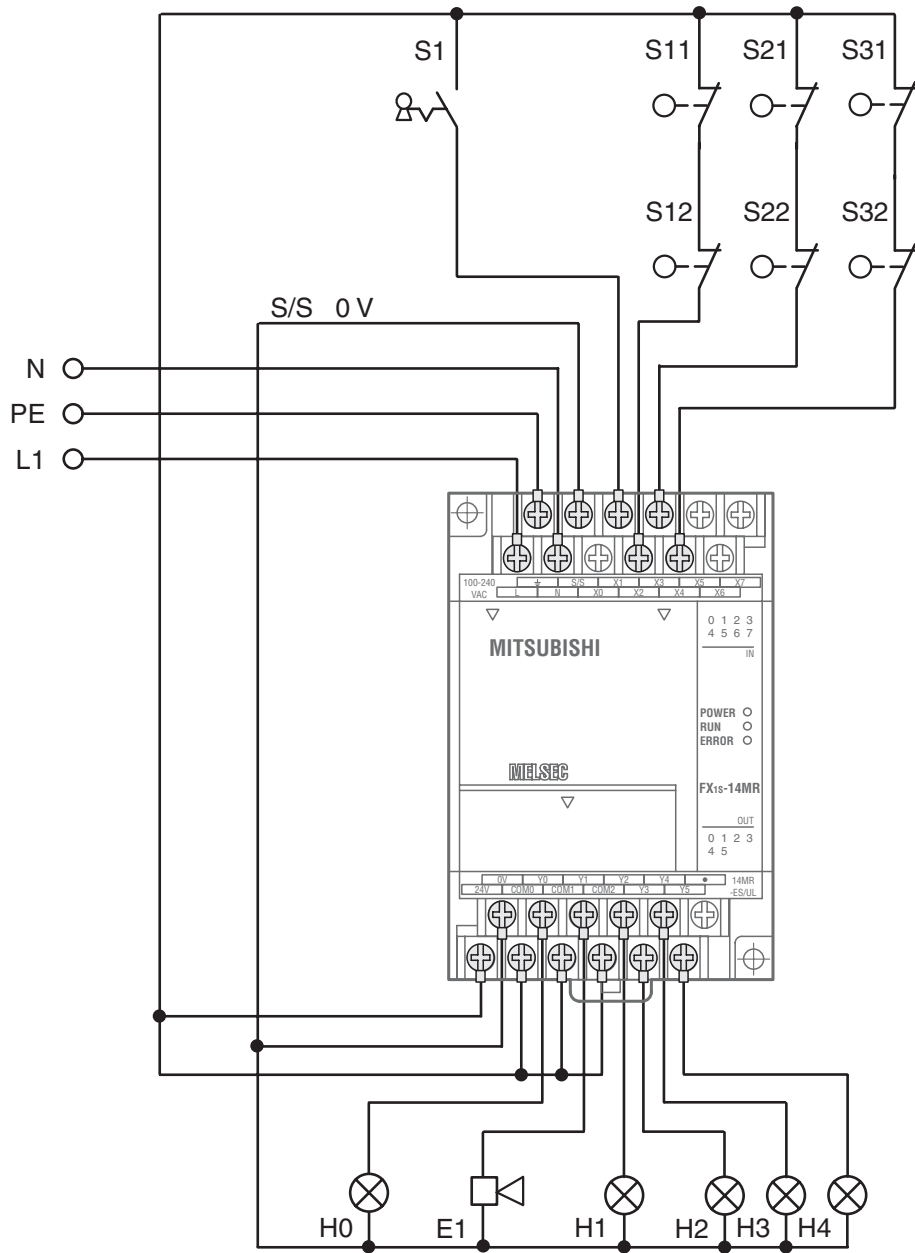 S1 S11 S21 S31
S12 S22 S32
S/S 0 V
N
PE
L1
100-240 ⏚ S/S X1 X3 X5 X7
VAC L N X0 X2 X4 X6
0 1 2 3
4 5 6 7
IN
MITSUBISHI
POWER
RUN
ERROR
MELSEC
FX1S-14MR
OUT
0 1 2 3
4 5
0V Y0 Y1 Y2 Y4 • 14MR
24V COM0 COM1 COM2 Y3 Y5 -ES/UL
H0 E1 H1 H2 H3 H4